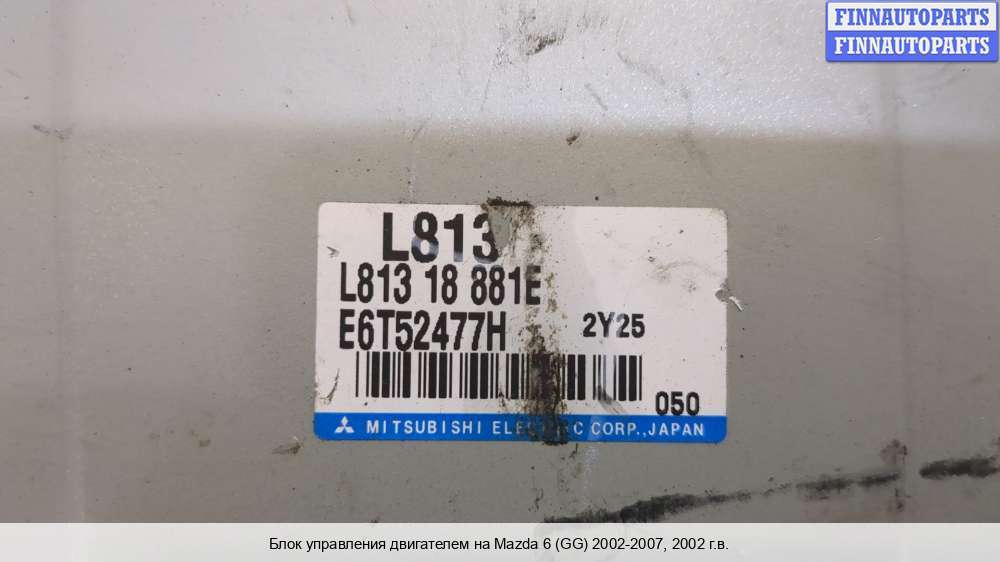 FINNAUTOPARTS
FINNAUTOPARTS
L813
L813 18 881E
E6T52477H 2Y25
050
MITSUBISHI ELECTRIC CORP., JAPAN
Блок управления двигателем на Mazda 6 (GG) 2002-2007, 2002 г.в.